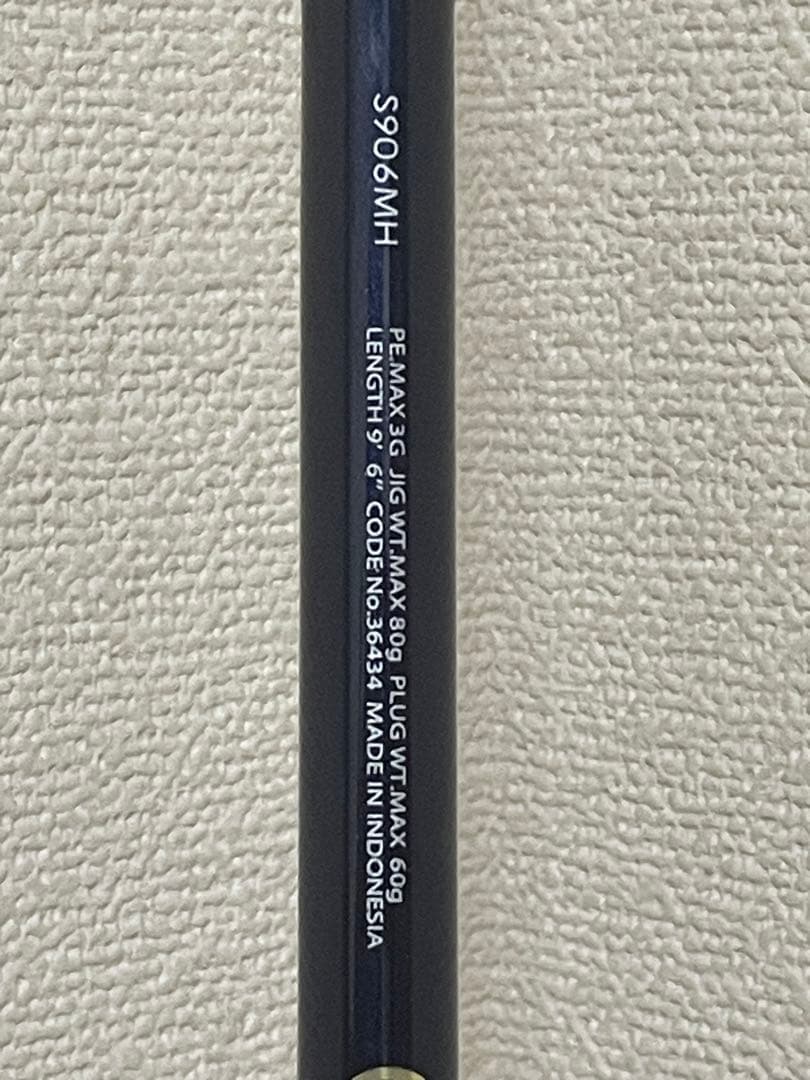 S906MH
PE.MAX 3G JIG WT.MAX 80g PLUG WT.MAX 60g
LENGTH 9' 6" CODE No.36434 MADE IN INDONESIA